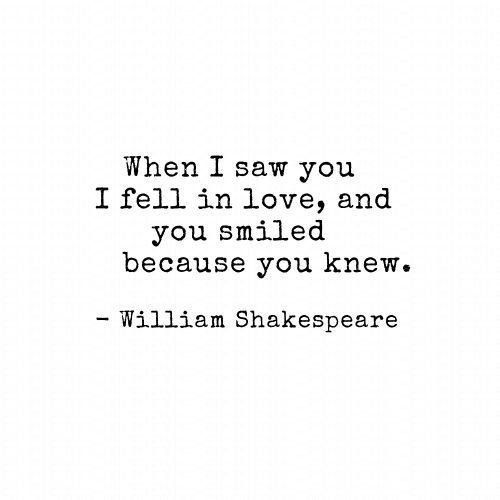 When I saw you
I fell in love, and
you smiled
because you knew.
- William Shakespeare